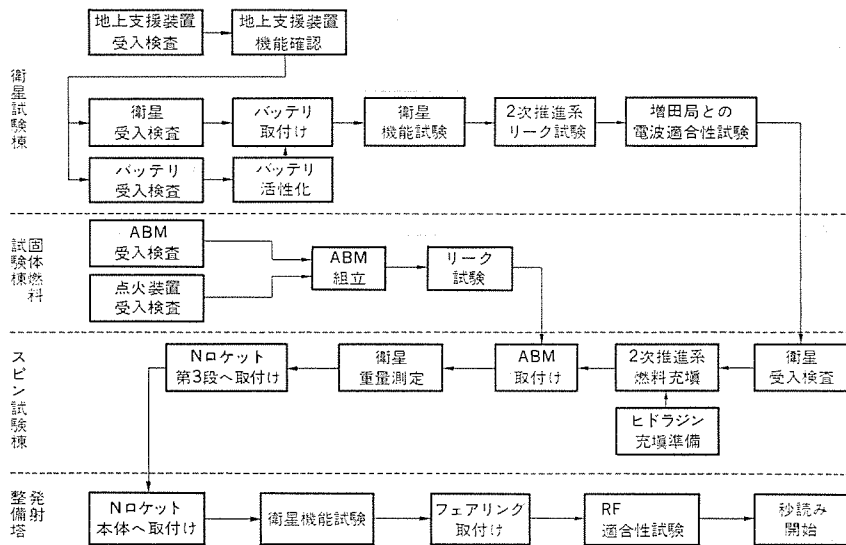 衛星試験棟
地上支援装置
受入検査
地上支援装置
機能確認
衛星
受入検査
バッテリ
取付け
衛星
機能試験
2次推進系
リーク試験
増田局との
電波適合性試験
バッテリ
受入検査
バッテリ
活性化
固体燃料
試験棟
ABM
受入検査
点火装置
受入検査
ABM
組立
リーク
試験
スピン試験棟
Nロケット
第3段へ取付け
衛星
重量測定
ABM
取付け
2次推進系
燃料充塡
衛星
受入検査
ヒドラジン
充塡準備
発射
整備塔
Nロケット
本体へ取付け
衛星機能試験
フェアリング
取付け
RF
適合性試験
秒読み
開始